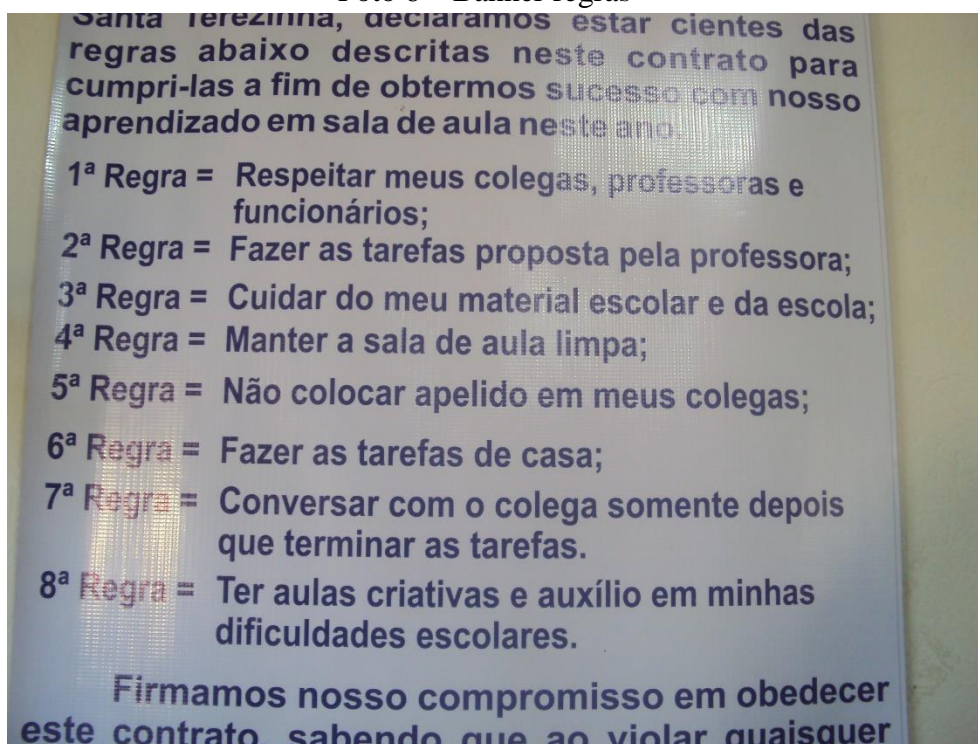 Santa Terezinha, declaramos estar cientes das
regras abaixo descritas neste contrato para
cumpri-las a fim de obtermos sucesso com nosso
aprendizado em sala de aula neste ano.
1ª Regra = Respeitar meus colegas, professoras e
funcionários;
2ª Regra = Fazer as tarefas proposta pela professora;
3ª Regra = Cuidar do meu material escolar e da escola;
4ª Regra = Manter a sala de aula limpa;
5ª Regra = Não colocar apelido em meus colegas;
6ª Regra = Fazer as tarefas de casa;
7ª Regra = Conversar com o colega somente depois
que terminar as tarefas.
8ª Regra = Ter aulas criativas e auxílio em minhas
dificuldades escolares.
Firmamos nosso compromisso em obedecer
este contrato, sabendo que ao violar quaisquer